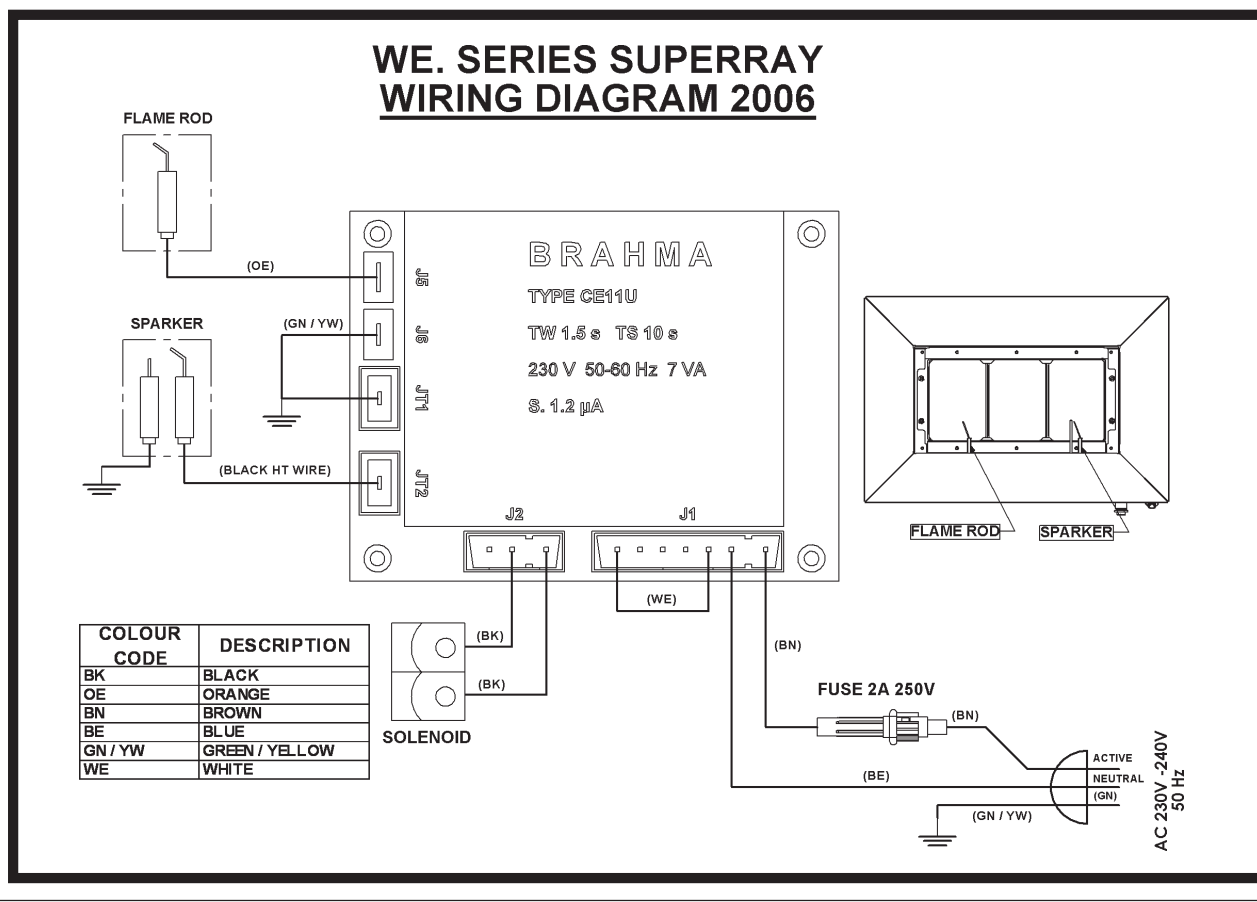 WE. SERIES SUPERRAY
WIRING DIAGRAM 2006
FLAME ROD
(OE)
SPARKER
(GN / YW)
(BLACK HT WIRE)
J5
J6
JT1
JT2
BRAHMA
TYPE CE11U
TW 1.5 s TS 10 s
230 V 50-60 Hz 7 VA
S. 1.2 µA
J2
J1
FLAME ROD
SPARKER
(WE)
(BK)
(BK)
(BN)
SOLENOID
COLOUR CODE DESCRIPTION
BK BLACK
OE ORANGE
BN BROWN
BE BLUE
GN / YW GREEN / YELLOW
WE WHITE
FUSE 2A 250V
(BN)
(BE)
(GN / YW)
ACTIVE
NEUTRAL
(GN)
AC 230V -240V
50 Hz